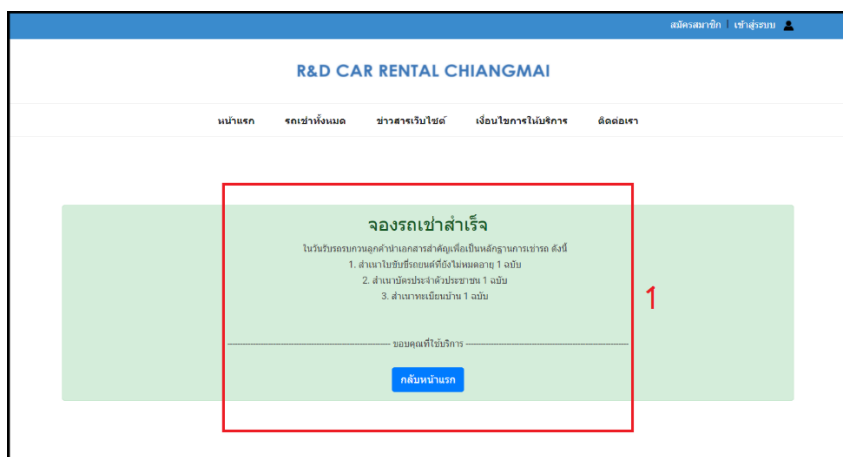 สมัครสมาชิก | เข้าสู่ระบบ
R&D CAR RENTAL CHIANGMAI
หน้าแรก รถเช่าทั้งหมด ข่าวสารเว็บไซต์ เงื่อนไขการให้บริการ ติดต่อเรา
จองรถเช่าสำเร็จ
ในวันรับรถรบกวนลูกค้านำเอกสารสำคัญเพื่อเป็นหลักฐานการเช่ารถ ดังนี้
1. สำเนาใบขับขี่รถยนต์ที่ยังไม่หมดอายุ 1 ฉบับ
2. สำเนาบัตรประจำตัวประชาชน 1 ฉบับ
3. สำเนาทะเบียนบ้าน 1 ฉบับ
1
ขอบคุณที่ใช้บริการ
กลับหน้าแรก